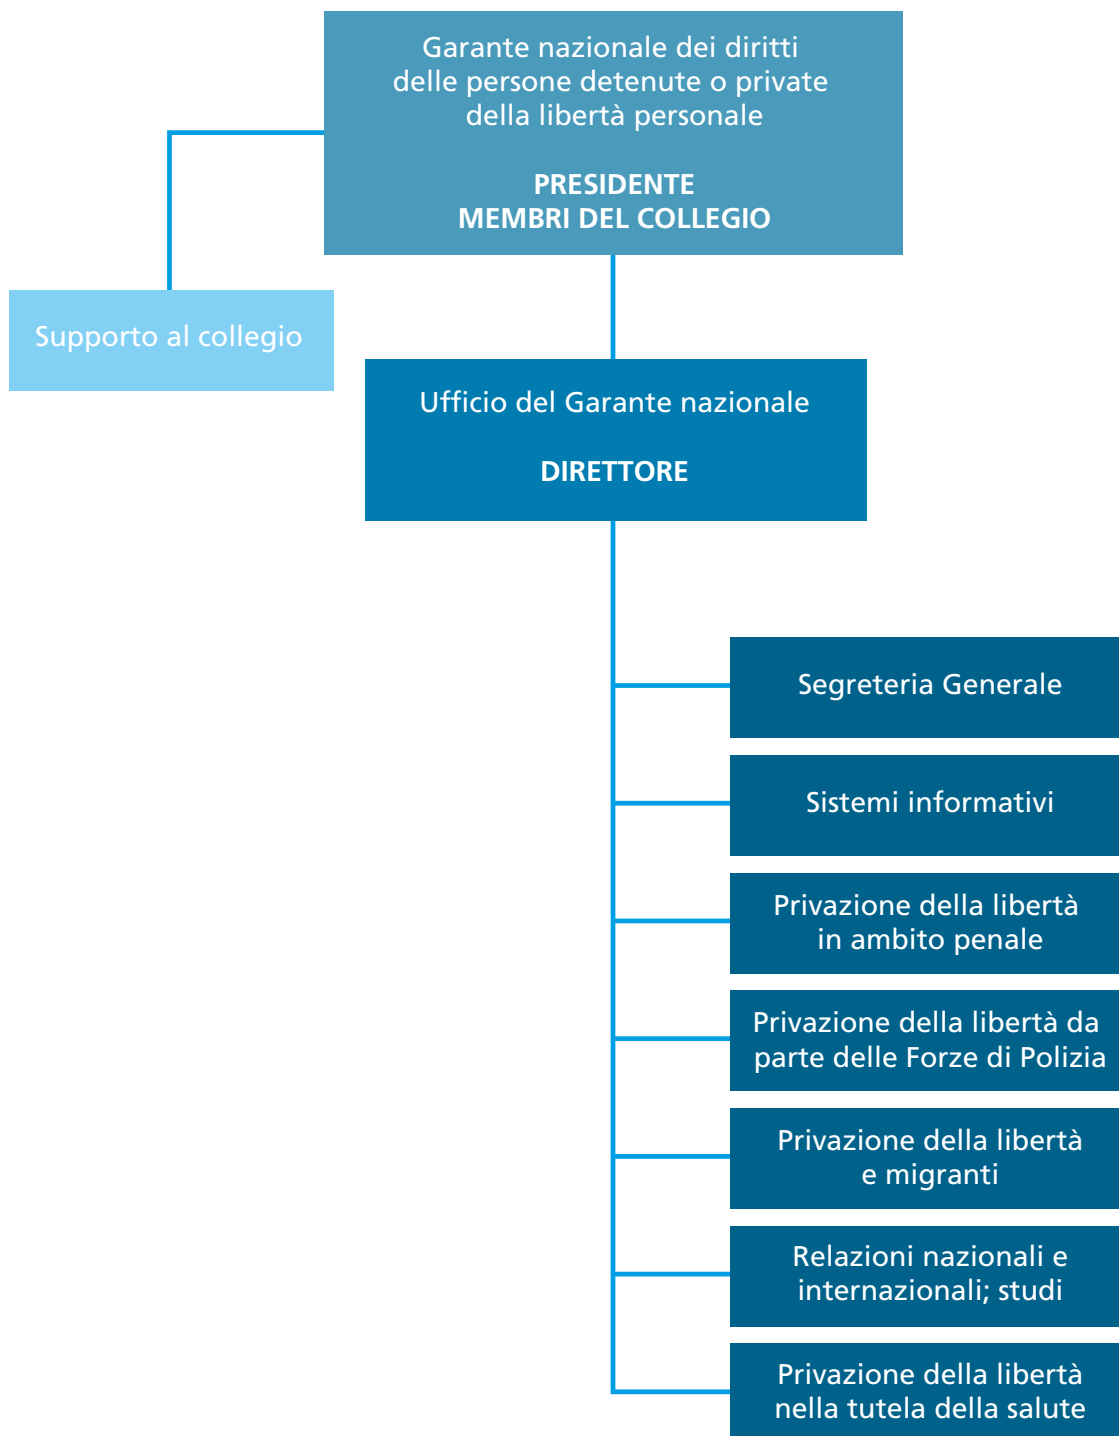 Garante nazionale dei diritti
delle persone detenute o private
della libertà personale
PRESIDENTE
MEMBRI DEL COLLEGIO
Supporto al collegio
Ufficio del Garante nazionale
DIRETTORE
Segreteria Generale
Sistemi informativi
Privazione della libertà
in ambito penale
Privazione della libertà da
parte delle Forze di Polizia
Privazione della libertà
e migranti
Relazioni nazionali e
internazionali; studi
Privazione della libertà
nella tutela della salute